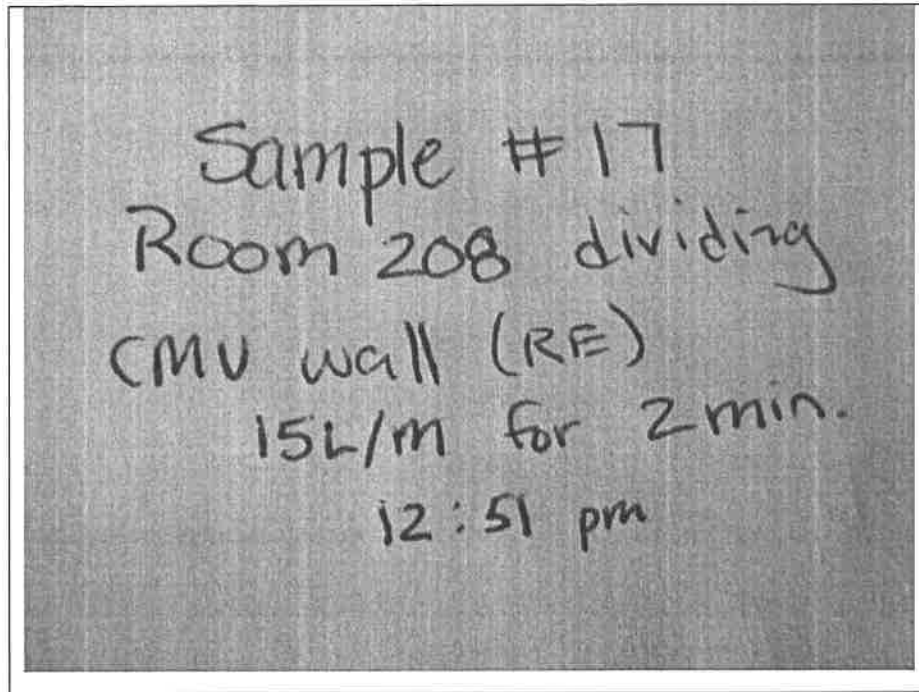 Sample #17
Room 208 dividing
CMU wall (RE)
15L/m for 2min.
12:51 pm